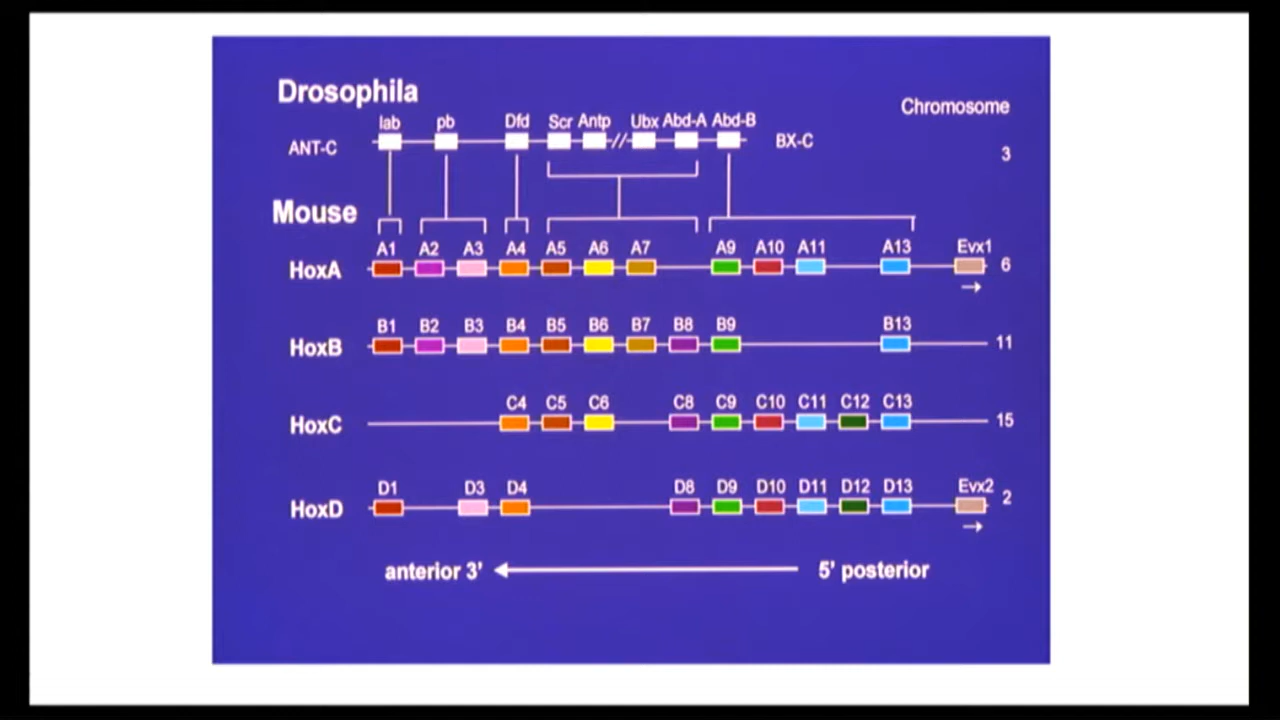 Drosophila
Chromosome
lab pb Dfd Scr Antp Ubx Abd-A Abd-B
ANT-C // BX-C 3
Mouse
A1 A2 A3 A4 A5 A6 A7 A9 A10 A11 A13 Evx1
HoxA 6
B1 B2 B3 B4 B5 B6 B7 B8 B9 B13
HoxB 11
C4 C5 C6 C8 C9 C10 C11 C12 C13
HoxC 15
D1 D3 D4 D8 D9 D10 D11 D12 D13 Evx2
HoxD 2
anterior 3' 5' posterior